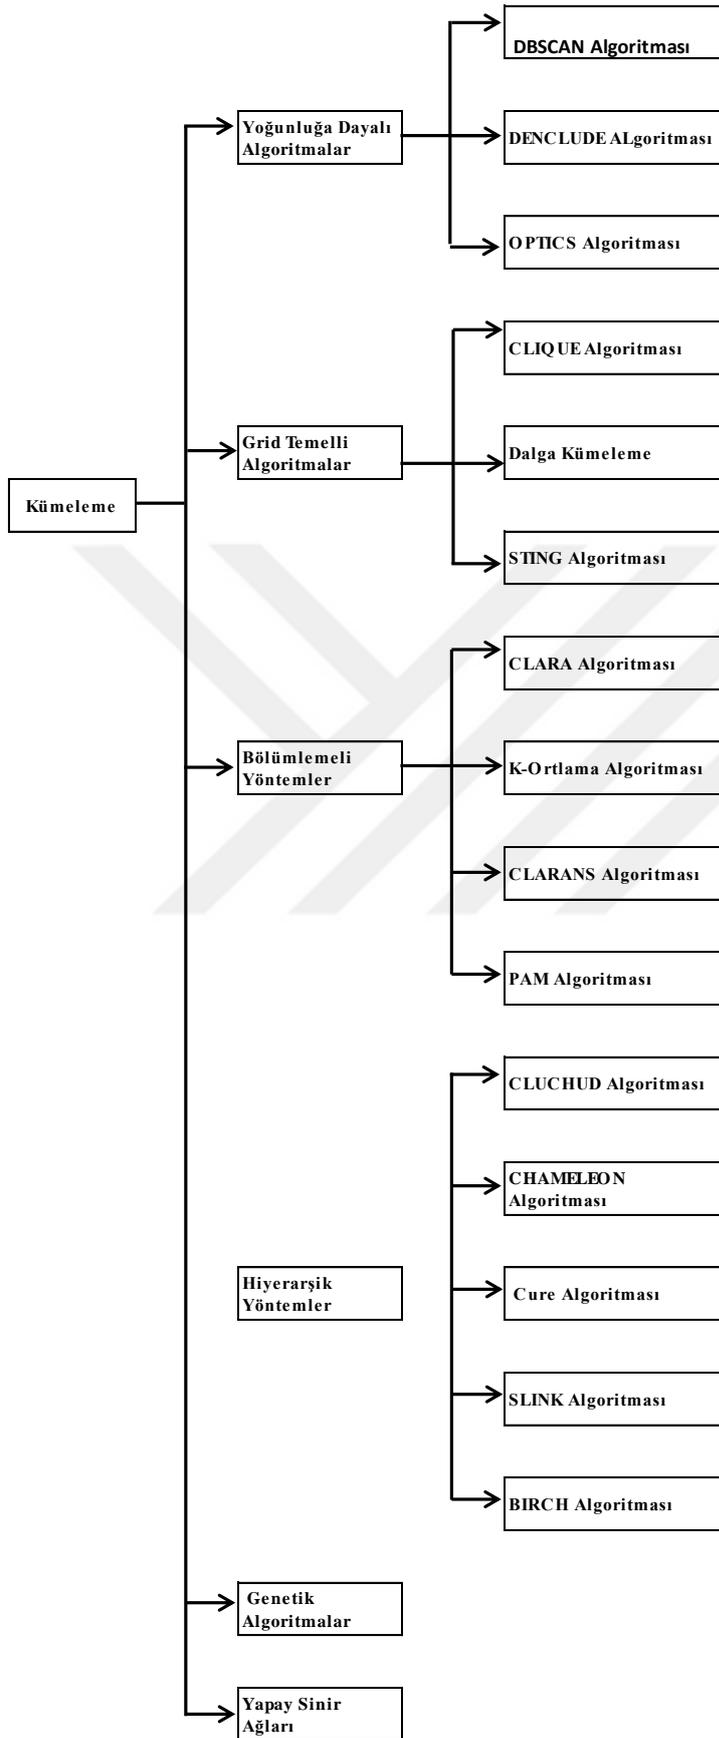 DBSCAN Algoritması
Yoğunluğa Dayalı
Algoritmalar
DENCLUDE ALgoritması
OPTICS Algoritması
CLIQUE Algoritması
Grid Temelli
Algoritmalar
Dalga Kümeleme
Kümeleme
STING Algoritması
CLARA Algoritması
Bölümlemeli
Yöntemler
K-Ortlama Algoritması
CLARANS Algoritması
PAM Algoritması
CLUCHUD Algoritması
CHAMELEON
Algoritması
Hiyerarşik
Yöntemler
Cure Algoritması
SLINK Algoritması
BIRCH Algoritması
Genetik
Algoritmalar
Yapay Sinir
Ağları